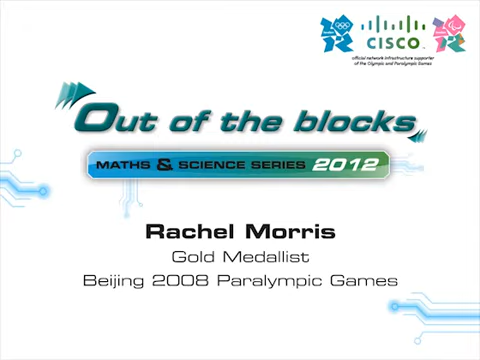 CISCO
official network infrastructure supporter
of the Olympic and Paralympic Games
Out of the blocks
MATHS & SCIENCE SERIES 2012
Rachel Morris
Gold Medallist
Beijing 2008 Paralympic Games